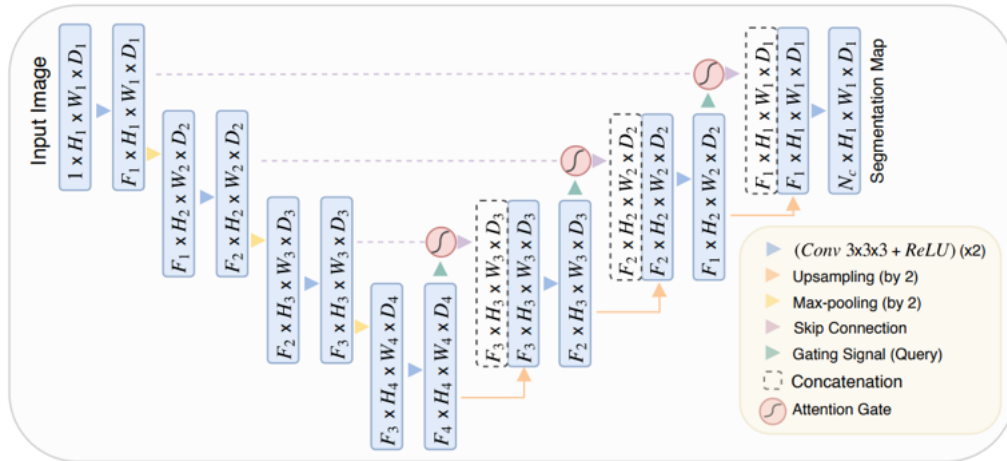 Input Image
1 x H₁ x W₁ x D₁
F₁ x H₁ x W₁ x D₁
F₁ x H₂ x W₂ x D₂
F₂ x H₂ x W₂ x D₂
F₂ x H₃ x W₃ x D₃
F₃ x H₃ x W₃ x D₃
F₃ x H₄ x W₄ x D₄
F₄ x H₄ x W₄ x D₄
F₃ x H₃ x W₃ x D₃
F₃ x H₃ x W₃ x D₃
F₂ x H₃ x W₃ x D₃
F₂ x H₂ x W₂ x D₂
F₂ x H₂ x W₂ x D₂
F₁ x H₂ x W₂ x D₂
F₁ x H₁ x W₁ x D₁
F₁ x H₁ x W₁ x D₁
N_c x H₁ x W₁ x D₁
Segmentation Map
(Conv 3x3x3 + ReLU) (x2)
Upsampling (by 2)
Max-pooling (by 2)
Skip Connection
Gating Signal (Query)
Concatenation
Attention Gate